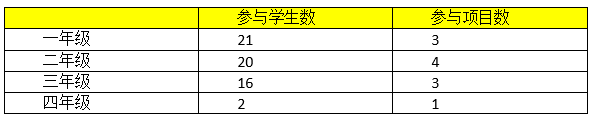 参与学生数 参与项目数
一年级 21 3
二年级 20 4
三年级 16 3
四年级 2 1